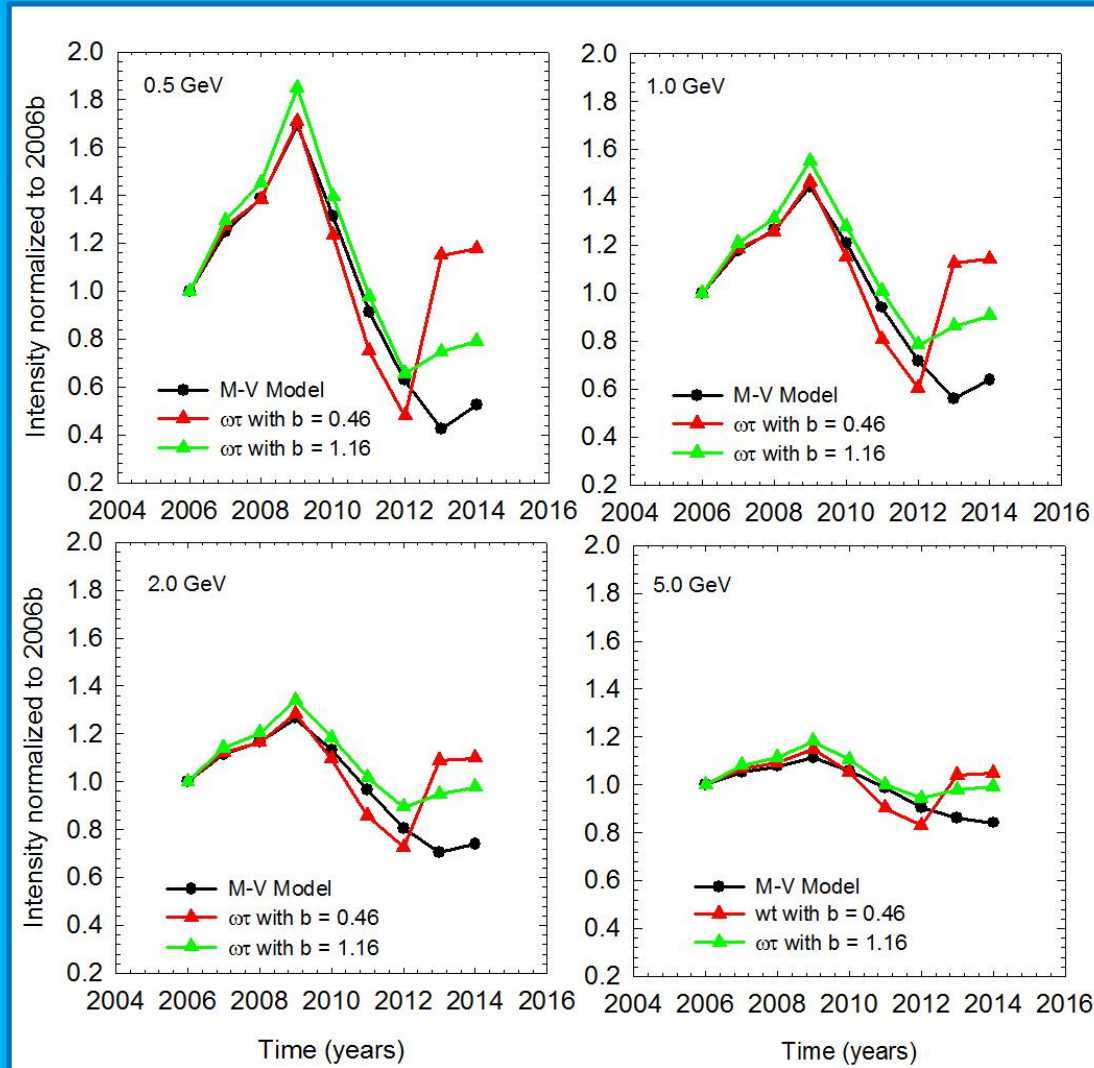 Intensity normalized to 2006b
2.0
1.8
1.6
1.4
1.2
1.0
0.8
0.6
0.4
0.2
0.5 GeV
M-V Model
ωτ with b = 0.46
ωτ with b = 1.16
2004 2006 2008 2010 2012 2014 2016
2.0
1.8
1.6
1.4
1.2
1.0
0.8
0.6
0.4
0.2
1.0 GeV
M-V Model
ωτ with b = 0.46
ωτ with b = 1.16
2004 2006 2008 2010 2012 2014 2016
Intensity normalized to 2006b
2.0
1.8
1.6
1.4
1.2
1.0
0.8
0.6
0.4
0.2
2.0 GeV
M-V Model
ωτ with b = 0.46
ωτ with b = 1.16
2004 2006 2008 2010 2012 2014 2016
Time (years)
2.0
1.8
1.6
1.4
1.2
1.0
0.8
0.6
0.4
0.2
5.0 GeV
M-V Model
wt with b = 0.46
ωτ with b = 1.16
2004 2006 2008 2010 2012 2014 2016
Time (years)